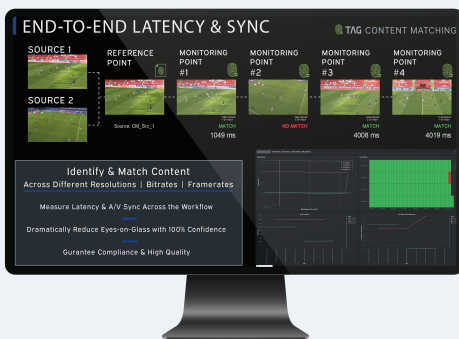 END-TO-END LATENCY & SYNC
TAG CONTENT MATCHING
SOURCE 1
SOURCE 2
REFERENCE POINT
Source: CM_Src_1
MONITORING POINT #1
MATCH
1049 ms
MONITORING POINT #2
NO MATCH
MONITORING POINT #3
MATCH
4008 ms
MONITORING POINT #4
MATCH
4019 ms
Identify & Match Content
Across Different Resolutions | Bitrates | Framerates
Measure Latency & A/V Sync Across the Workflow
Dramatically Reduce Eyes-on-Glass with 100% Confidence
Gurantee Compliance & High Quality